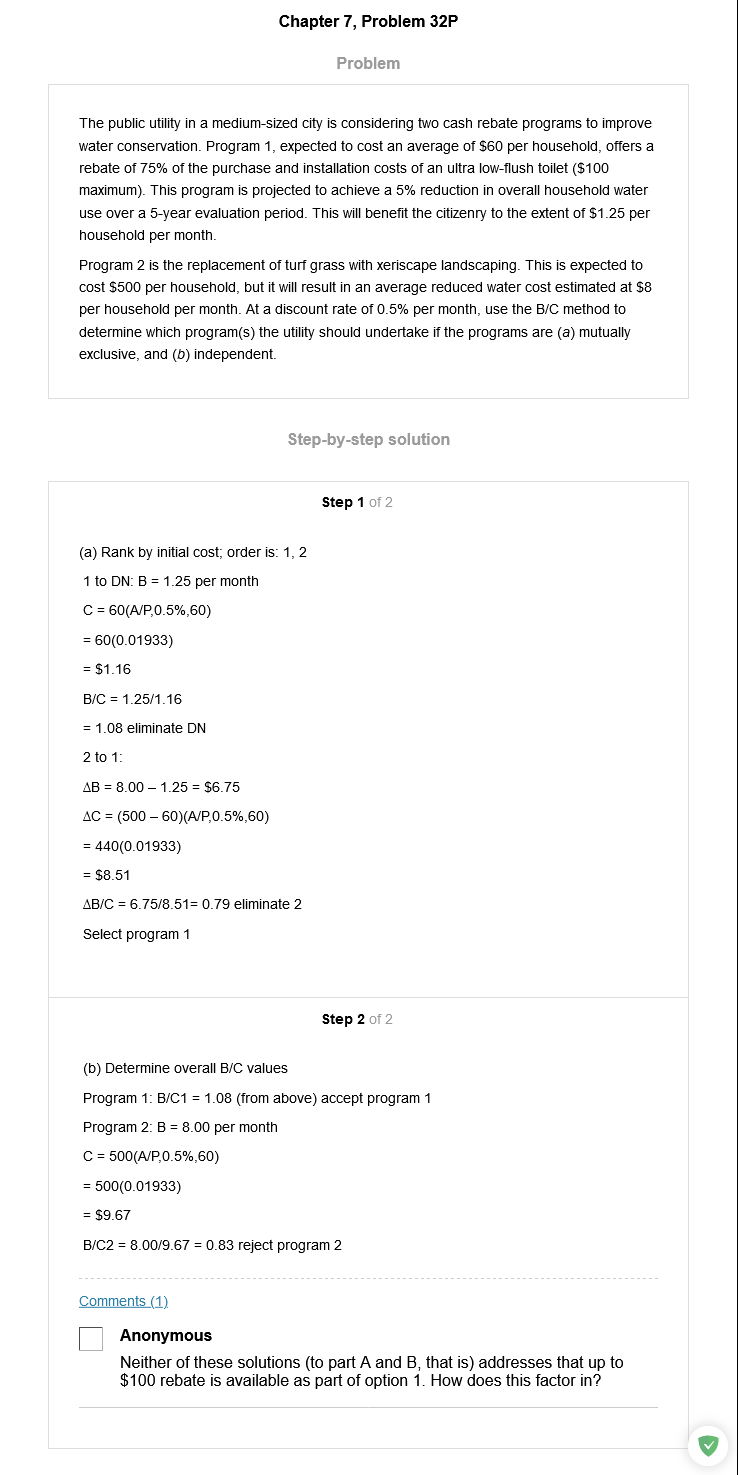 Chapter 7, Problem 32P
Problem
The public utility in a medium-sized city is considering two cash rebate programs to improve
water conservation. Program 1, expected to cost an average of $60 per household, offers a
rebate of 75% of the purchase and installation costs of an ultra low-flush toilet ($100
maximum). This program is projected to achieve a 5% reduction in overall household water
use over a 5-year evaluation period. This will benefit the citizenry to the extent of $1.25 per
household per month.
Program 2 is the replacement of turf grass with xeriscape landscaping. This is expected to
cost $500 per household, but it will result in an average reduced water cost estimated at $8
per household per month. At a discount rate of 0.5% per month, use the B/C method to
determine which program(s) the utility should undertake if the programs are (a) mutually
exclusive, and (b) independent.
Step-by-step solution
Step 1 of 2
(a) Rank by initial cost; order is: 1, 2
1 to DN: B = 1.25 per month
C = 60(A/P,0.5%,60)
= 60(0.01933)
= $1.16
B/C = 1.25/1.16
= 1.08 eliminate DN
2 to 1:
ΔB = 8.00 – 1.25 = $6.75
ΔC = (500 – 60)(A/P,0.5%,60)
= 440(0.01933)
= $8.51
ΔB/C = 6.75/8.51= 0.79 eliminate 2
Select program 1
Step 2 of 2
(b) Determine overall B/C values
Program 1: B/C1 = 1.08 (from above) accept program 1
Program 2: B = 8.00 per month
C = 500(A/P,0.5%,60)
= 500(0.01933)
= $9.67
B/C2 = 8.00/9.67 = 0.83 reject program 2
Comments (1)
Anonymous
Neither of these solutions (to part A and B, that is) addresses that up to
$100 rebate is available as part of option 1. How does this factor in?